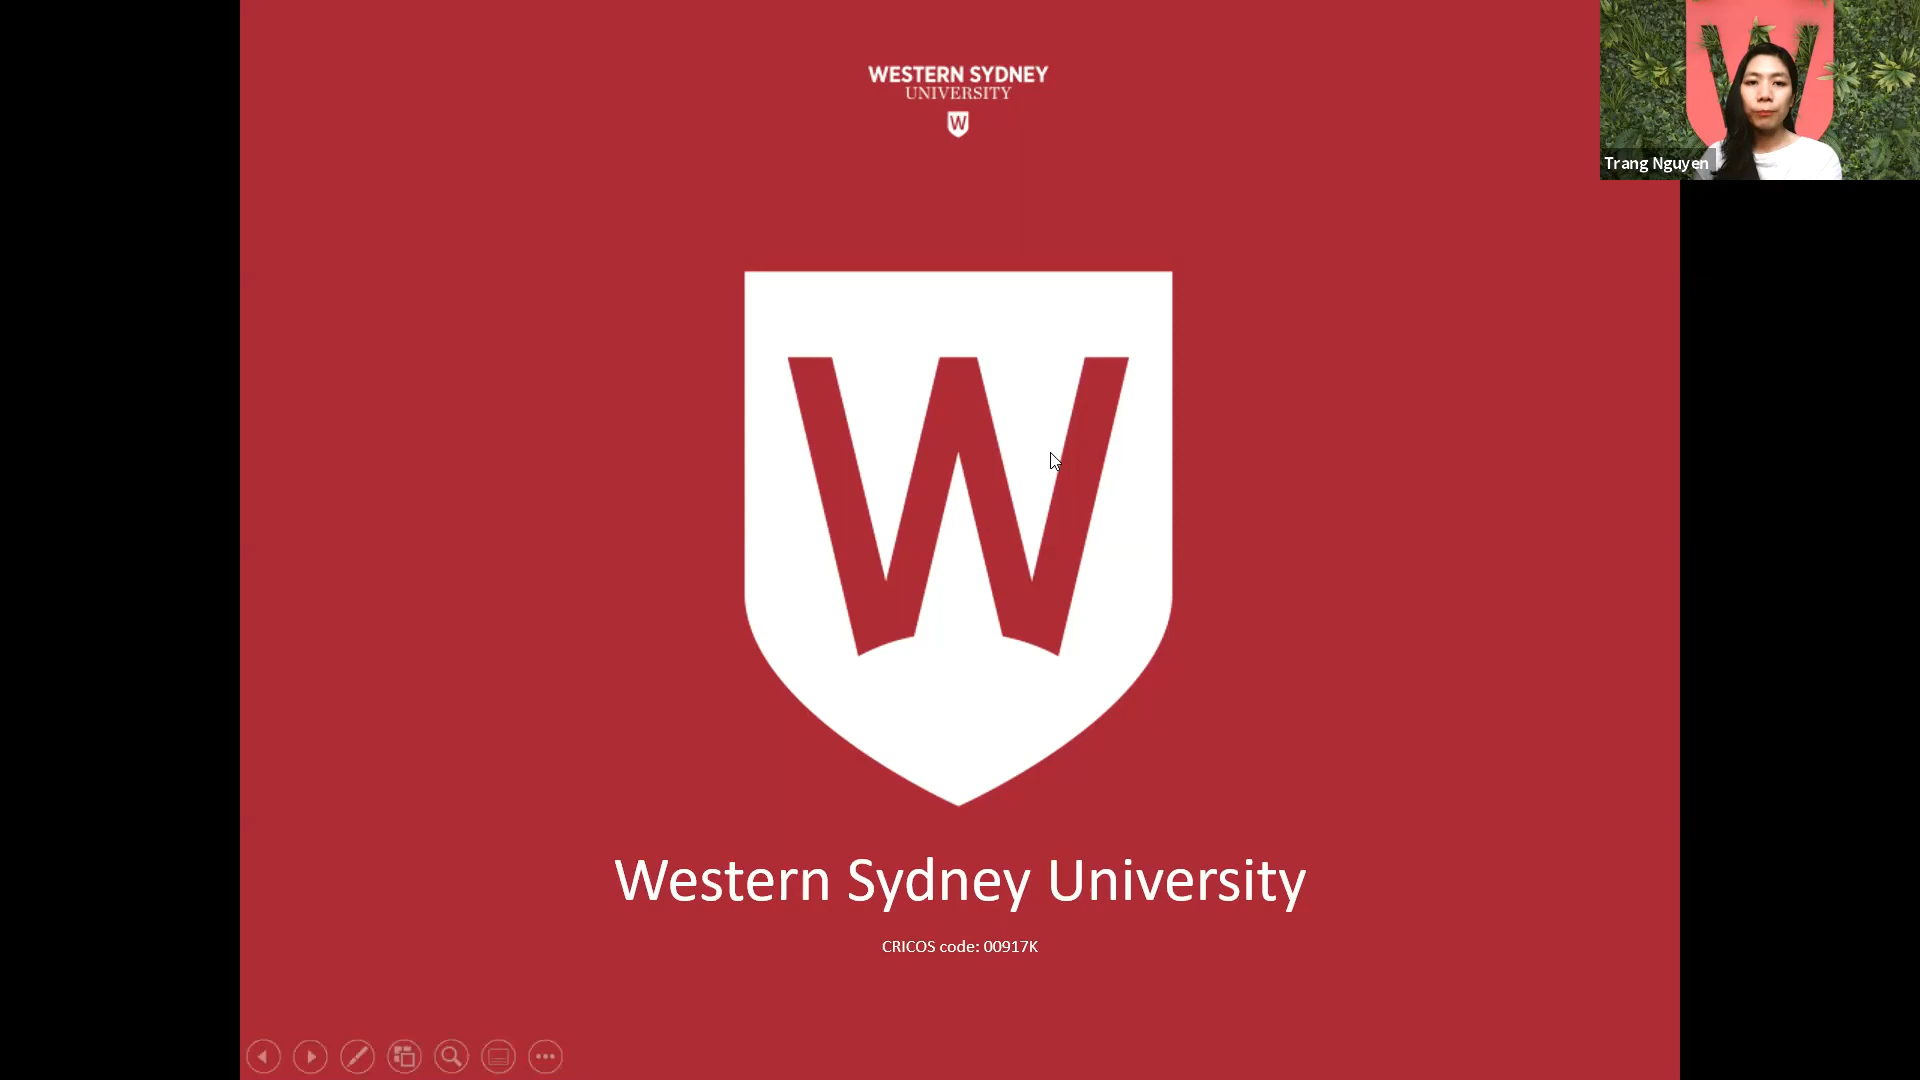 WESTERN SYDNEY
UNIVERSITY
W
W
Trang Nguyen
W
Western Sydney University
CRICOS code: 00917K